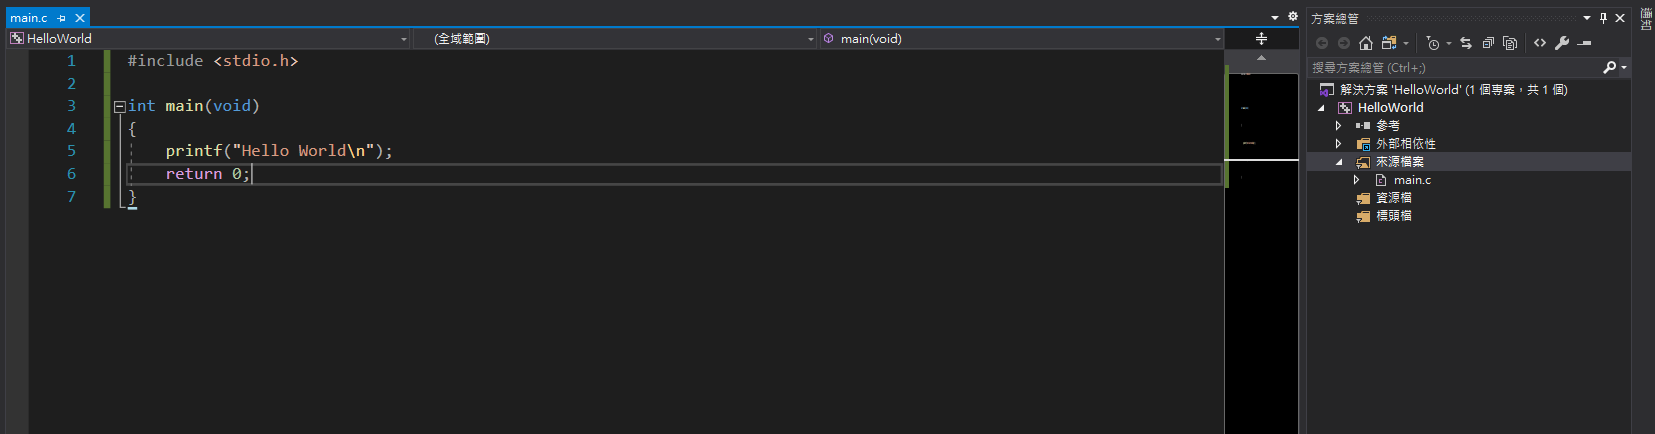 main.c
HelloWorld
(全域範圍)
main(void)
1 #include <stdio.h>
2
3 int main(void)
4 {
5 printf("Hello World\n");
6 return 0;
7 }
方案總管
搜尋方案總管 (Ctrl+;)
解決方案 'HelloWorld' (1 個專案，共 1 個)
HelloWorld
參考
外部相依性
來源檔案
main.c
資源檔
標頭檔
通知